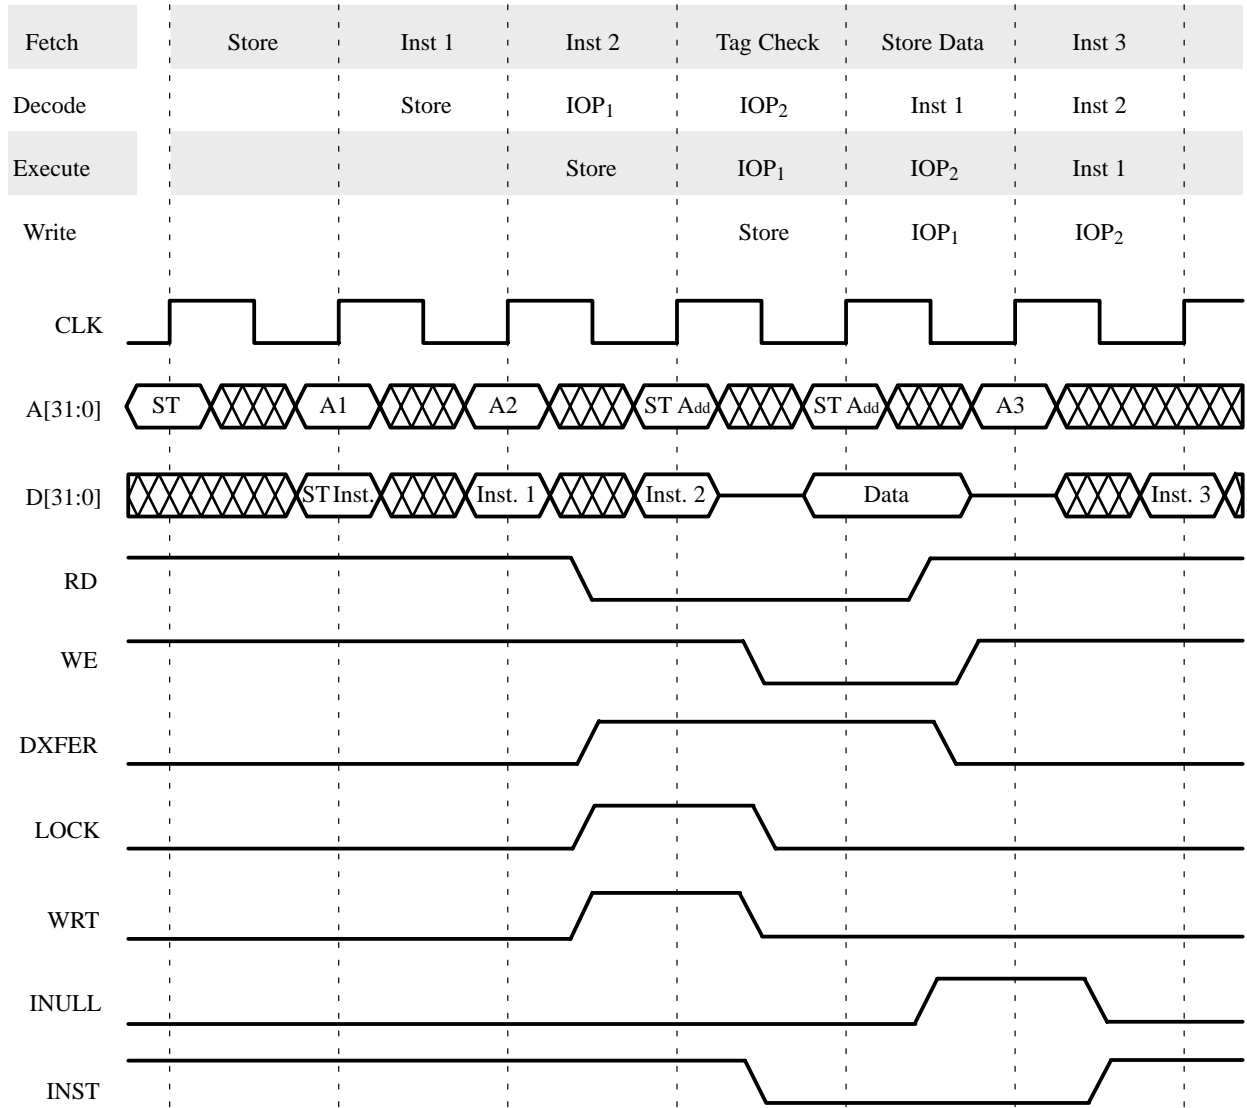 Fetch Store Inst 1 Inst 2 Tag Check Store Data Inst 3
Decode Store IOP1 IOP2 Inst 1 Inst 2
Execute Store IOP1 IOP2 Inst 1
Write Store IOP1 IOP2
CLK
A[31:0] ST A1 A2 ST Add ST Add A3
D[31:0] ST Inst. Inst. 1 Inst. 2 Data Inst. 3
RD
WE
DXFER
LOCK
WRT
INULL
INST